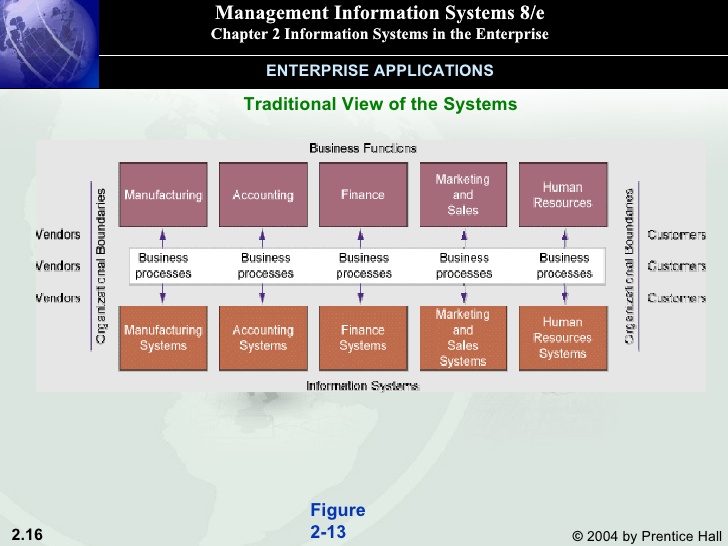 Management Information Systems 8/e
Chapter 2 Information Systems in the Enterprise
ENTERPRISE APPLICATIONS
Traditional View of the Systems
Business Functions
Organizational Boundaries
Manufacturing
Accounting
Finance
Marketing
and
Sales
Human
Resources
Organizational Boundaries
Vendors
Vendors
Vendors
Business
processes
Business
processes
Business
processes
Business
processes
Business
processes
Customers
Customers
Customers
Manufacturing
Systems
Accounting
Systems
Finance
Systems
Marketing
and
Sales
Systems
Human
Resources
Systems
Information Systems
Figure
2-13
2.16
© 2004 by Prentice Hall